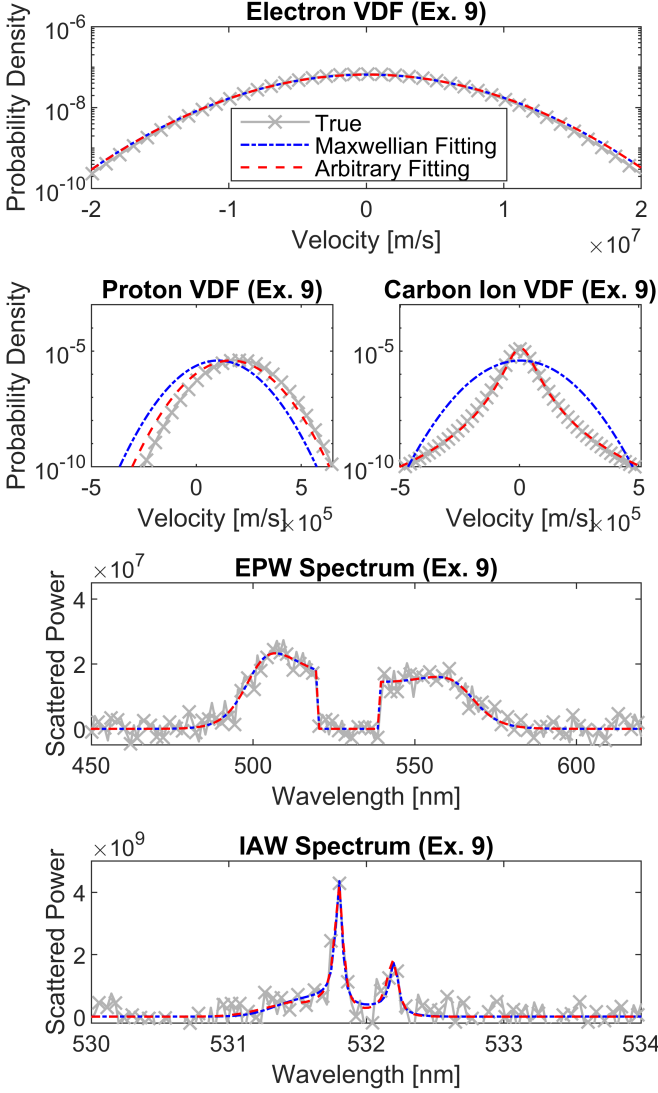 Electron VDF (Ex. 9)
Probability Density
10^-6
10^-8
10^-10
True
Maxwellian Fitting
Arbitrary Fitting
-2 -1 0 1 2
Velocity [m/s]
×10^7
Proton VDF (Ex. 9)
Probability Density
10^-5
10^-10
-5 0 5
Velocity [m/s]
×10^5
Carbon Ion VDF (Ex. 9)
10^-5
10^-10
-5 0 5
Velocity [m/s]
×10^5
EPW Spectrum (Ex. 9)
×10^7
Scattered Power
4
2
0
450 500 550 600
Wavelength [nm]
IAW Spectrum (Ex. 9)
×10^9
Scattered Power
4
2
0
530 531 532 533 534
Wavelength [nm]